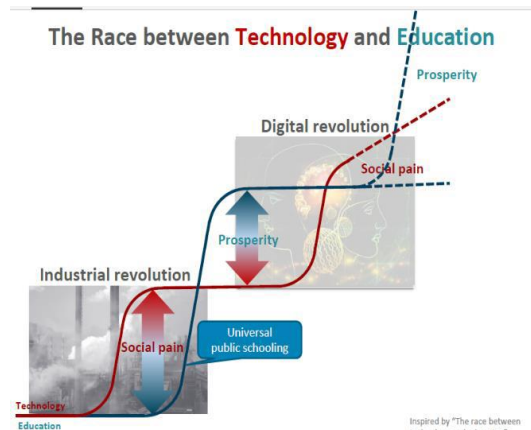 The Race between Technology and Education
Prosperity
Digital revolution
Social pain
Prosperity
Industrial revolution
Universal
public schooling
Social pain
Technology
Education
Inspired by "The race between